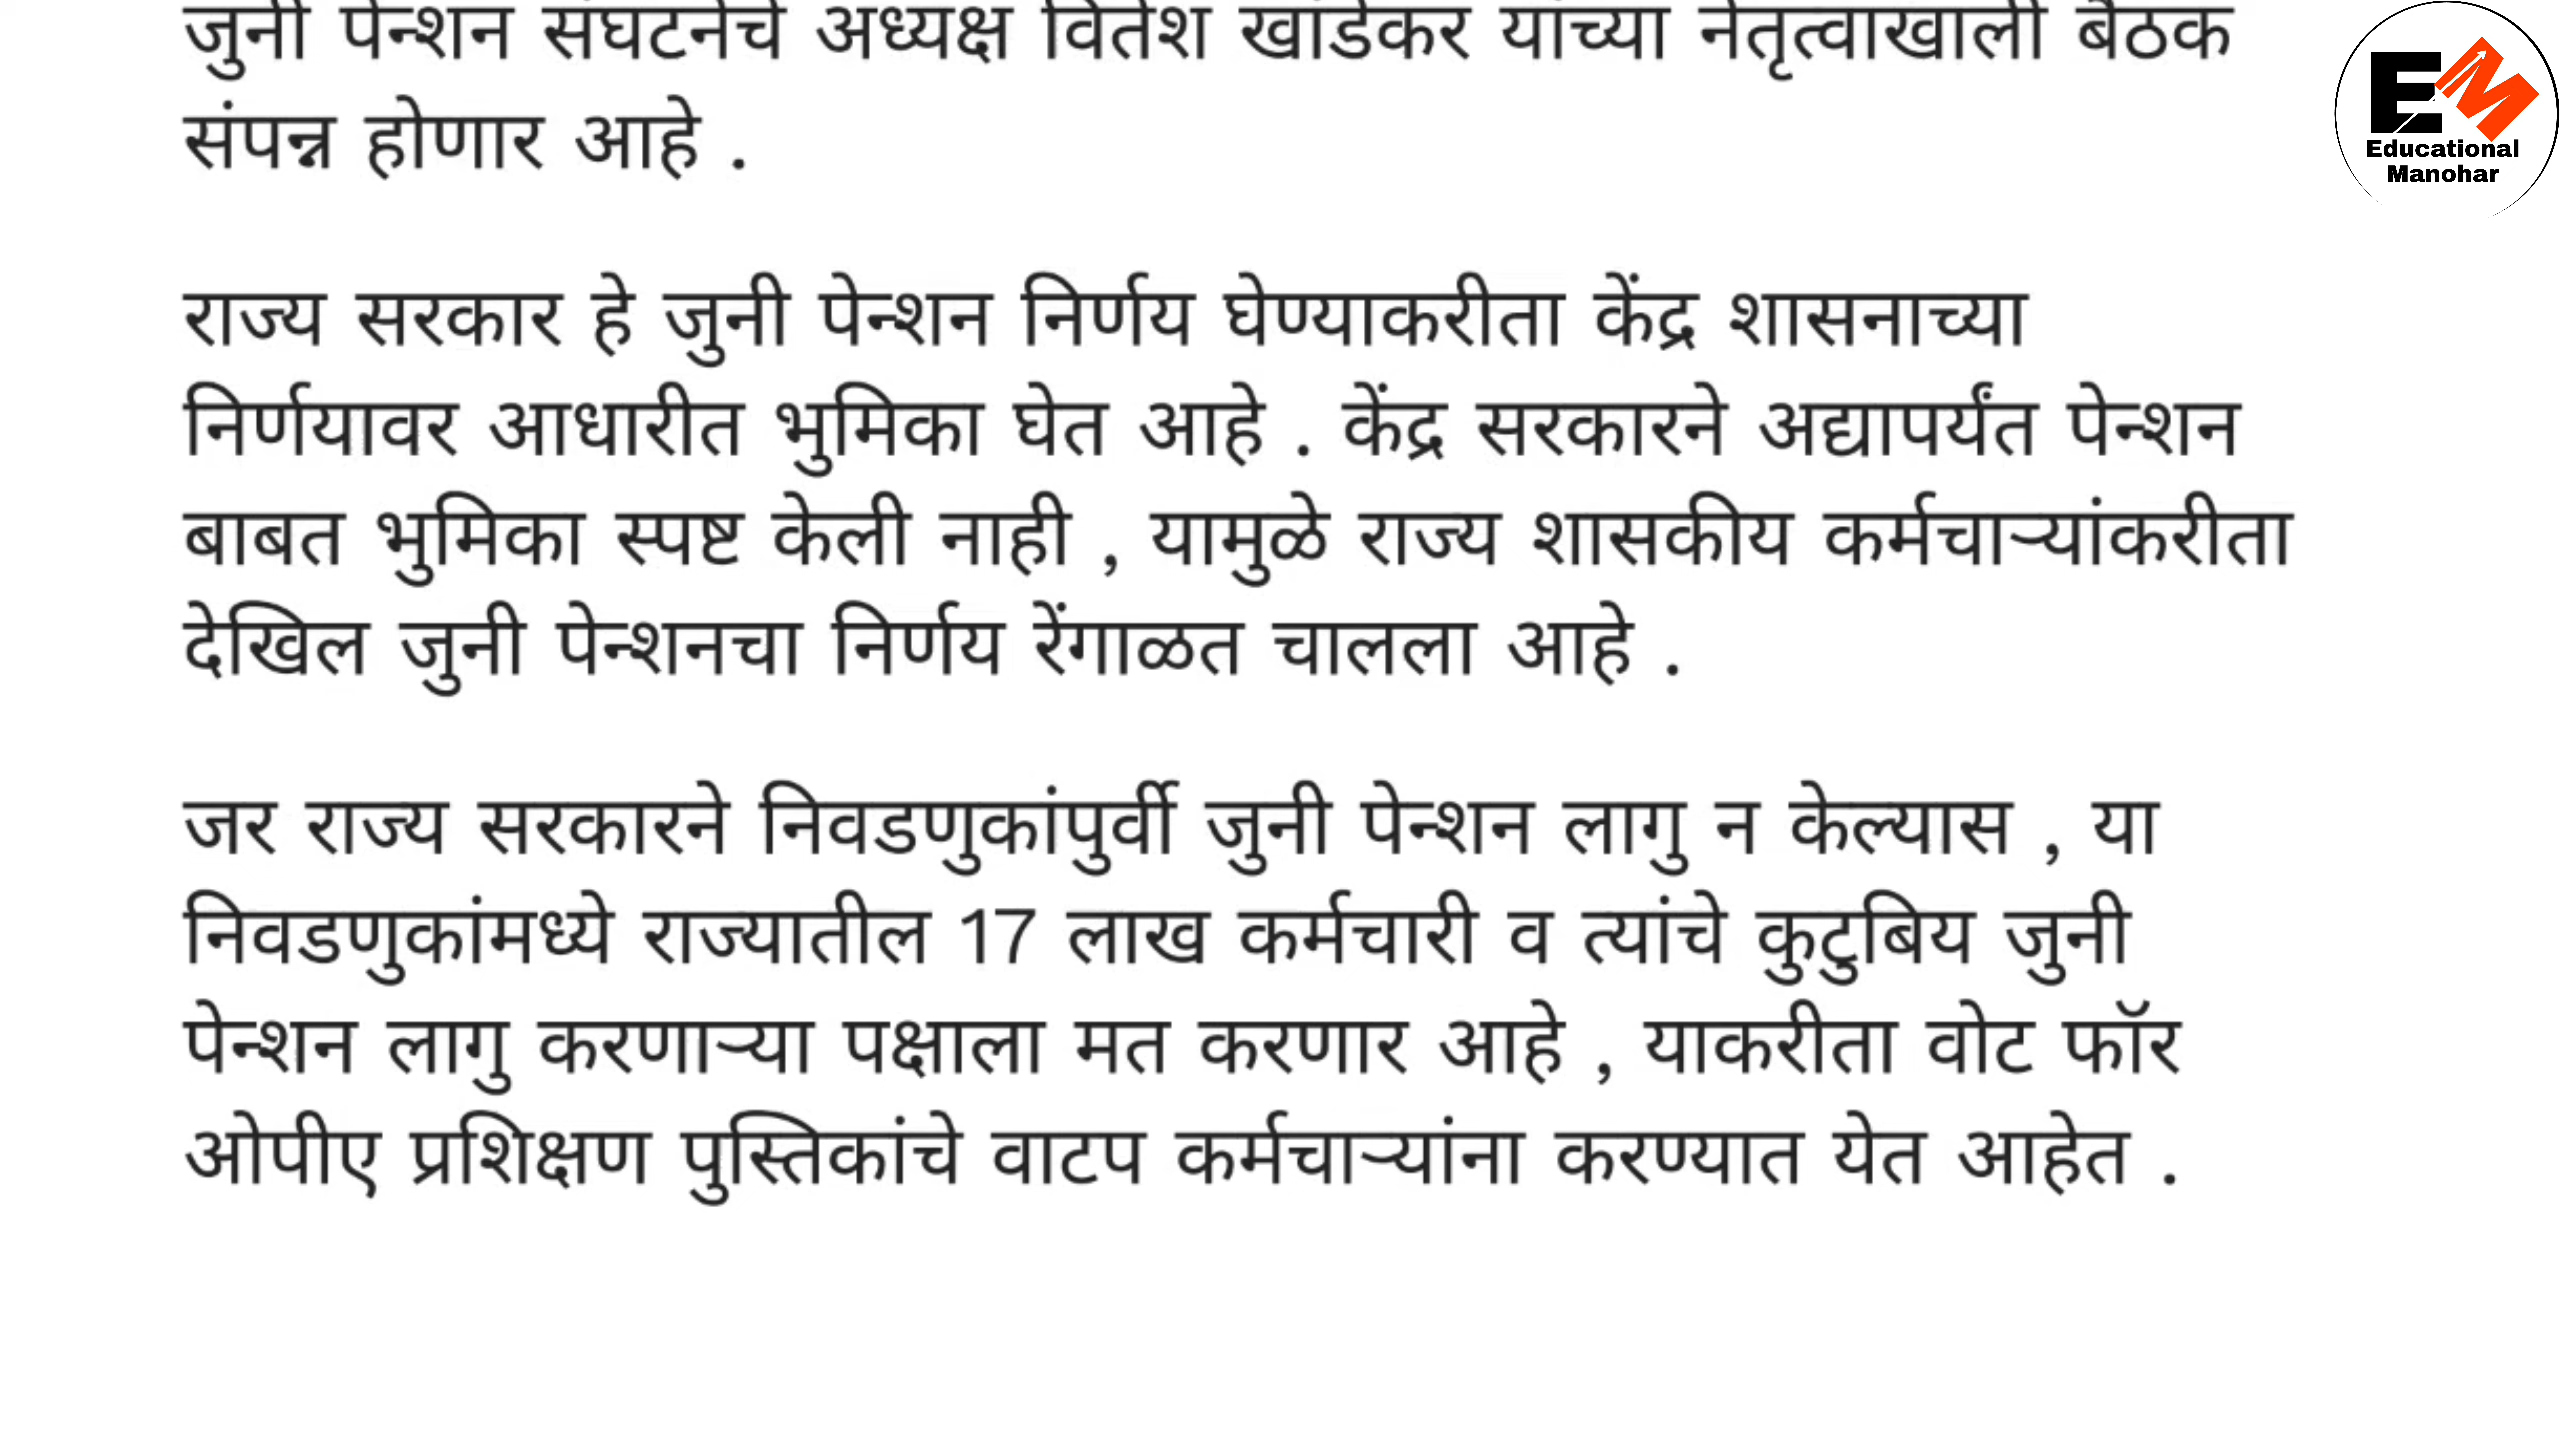 जुनी पेन्शन संघटनेचे अध्यक्ष वितेश खांडेकर यांच्या नेतृत्वाखाली बैठक
संपन्न होणार आहे .
Educational
Manohar
राज्य सरकार हे जुनी पेन्शन निर्णय घेण्याकरीता केंद्र शासनाच्या
निर्णयावर आधारीत भुमिका घेत आहे . केंद्र सरकारने अद्यापर्यंत पेन्शन
बाबत भुमिका स्पष्ट केली नाही , यामुळे राज्य शासकीय कर्मचाऱ्यांकरीता
देखिल जुनी पेन्शनचा निर्णय रेंगाळत चालला आहे .
जर राज्य सरकारने निवडणुकांपुर्वी जुनी पेन्शन लागु न केल्यास , या
निवडणुकांमध्ये राज्यातील 17 लाख कर्मचारी व त्यांचे कुटुबिय जुनी
पेन्शन लागु करणाऱ्या पक्षाला मत करणार आहे , याकरीता वोट फॉर
ओपीए प्रशिक्षण पुस्तिकांचे वाटप कर्मचाऱ्यांना करण्यात येत आहेत .